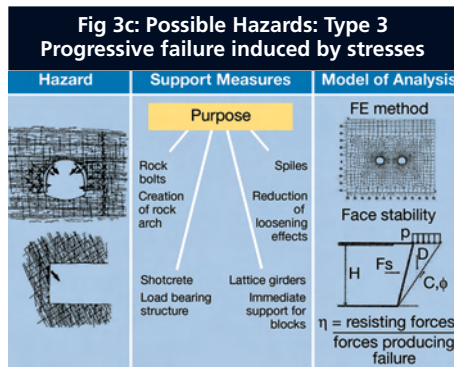 Fig 3c: Possible Hazards: Type 3
Progressive failure induced by stresses
Hazard
Support Measures
Model of Analysis
Purpose
Rock
bolts
Creation
of rock
arch
Spiles
Reduction
of
loosening
effects
Shotcrete
Load bearing
structure
Lattice girders
Immediate
support for
blocks
FE method
Face stability
p
H
Fs
D
C,ϕ
η = resisting forces
forces producing
failure